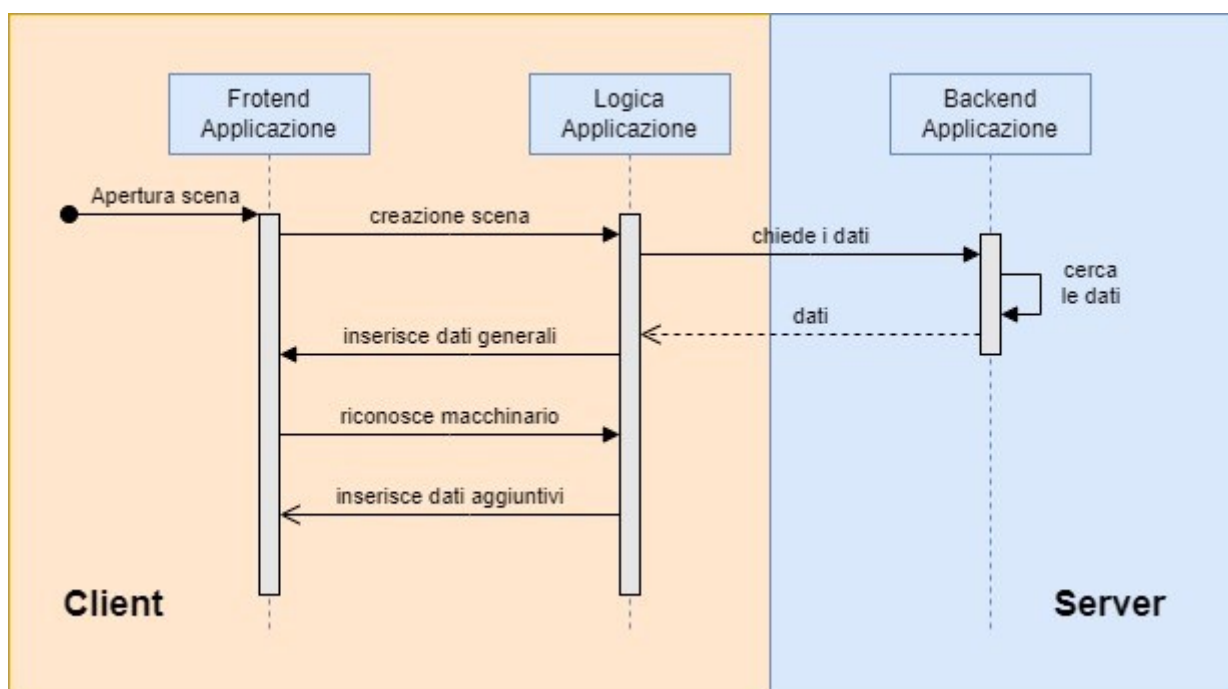 Frotend
Applicazione
Logica
Applicazione
Backend
Applicazione
Apertura scena
creazione scena
chiede i dati
cerca
le dati
dati
inserisce dati generali
riconosce macchinario
inserisce dati aggiuntivi
Client
Server